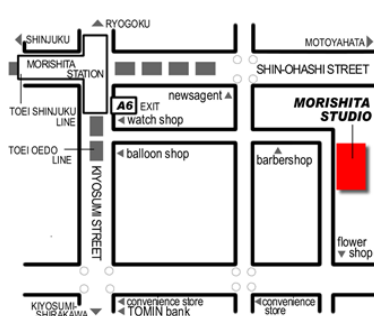 RYOGOKU
SHINJUKU
MOTOYAHATA
MORISHITA
STATION
SHIN-OHASHI STREET
newsagent
MORISHITA
STUDIO
A6 EXIT
TOEI SHINJUKU
LINE
watch shop
TOEI OEDO
LINE
balloon shop
barbershop
KIYOSUMI STREET
flower
shop
KIYOSUMI-
SHIRAKAWA
convenience store
TOMIN bank
convenience
store